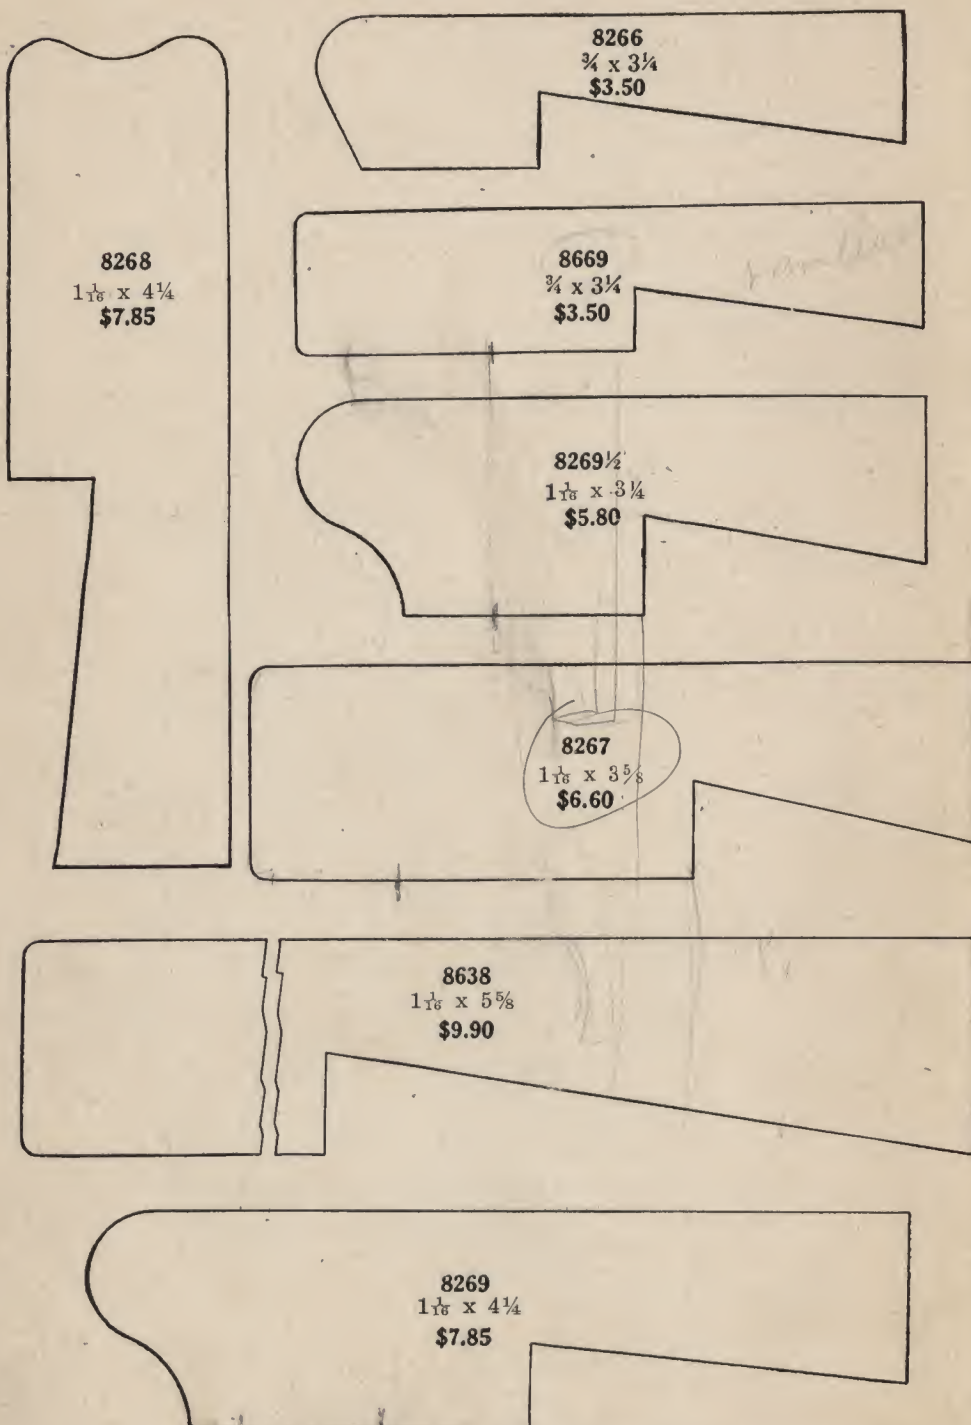 8266
¾ x 3¼
$3.50
8268
1 1/16 x 4¼
$7.85
8669
¾ x 3¼
$3.50
8269½
1 1/16 x 3¼
$5.80
8267
1 1/16 x 3⅝
$6.60
8638
1 1/16 x 5⅝
$9.90
8269
1 1/16 x 4¼
$7.85